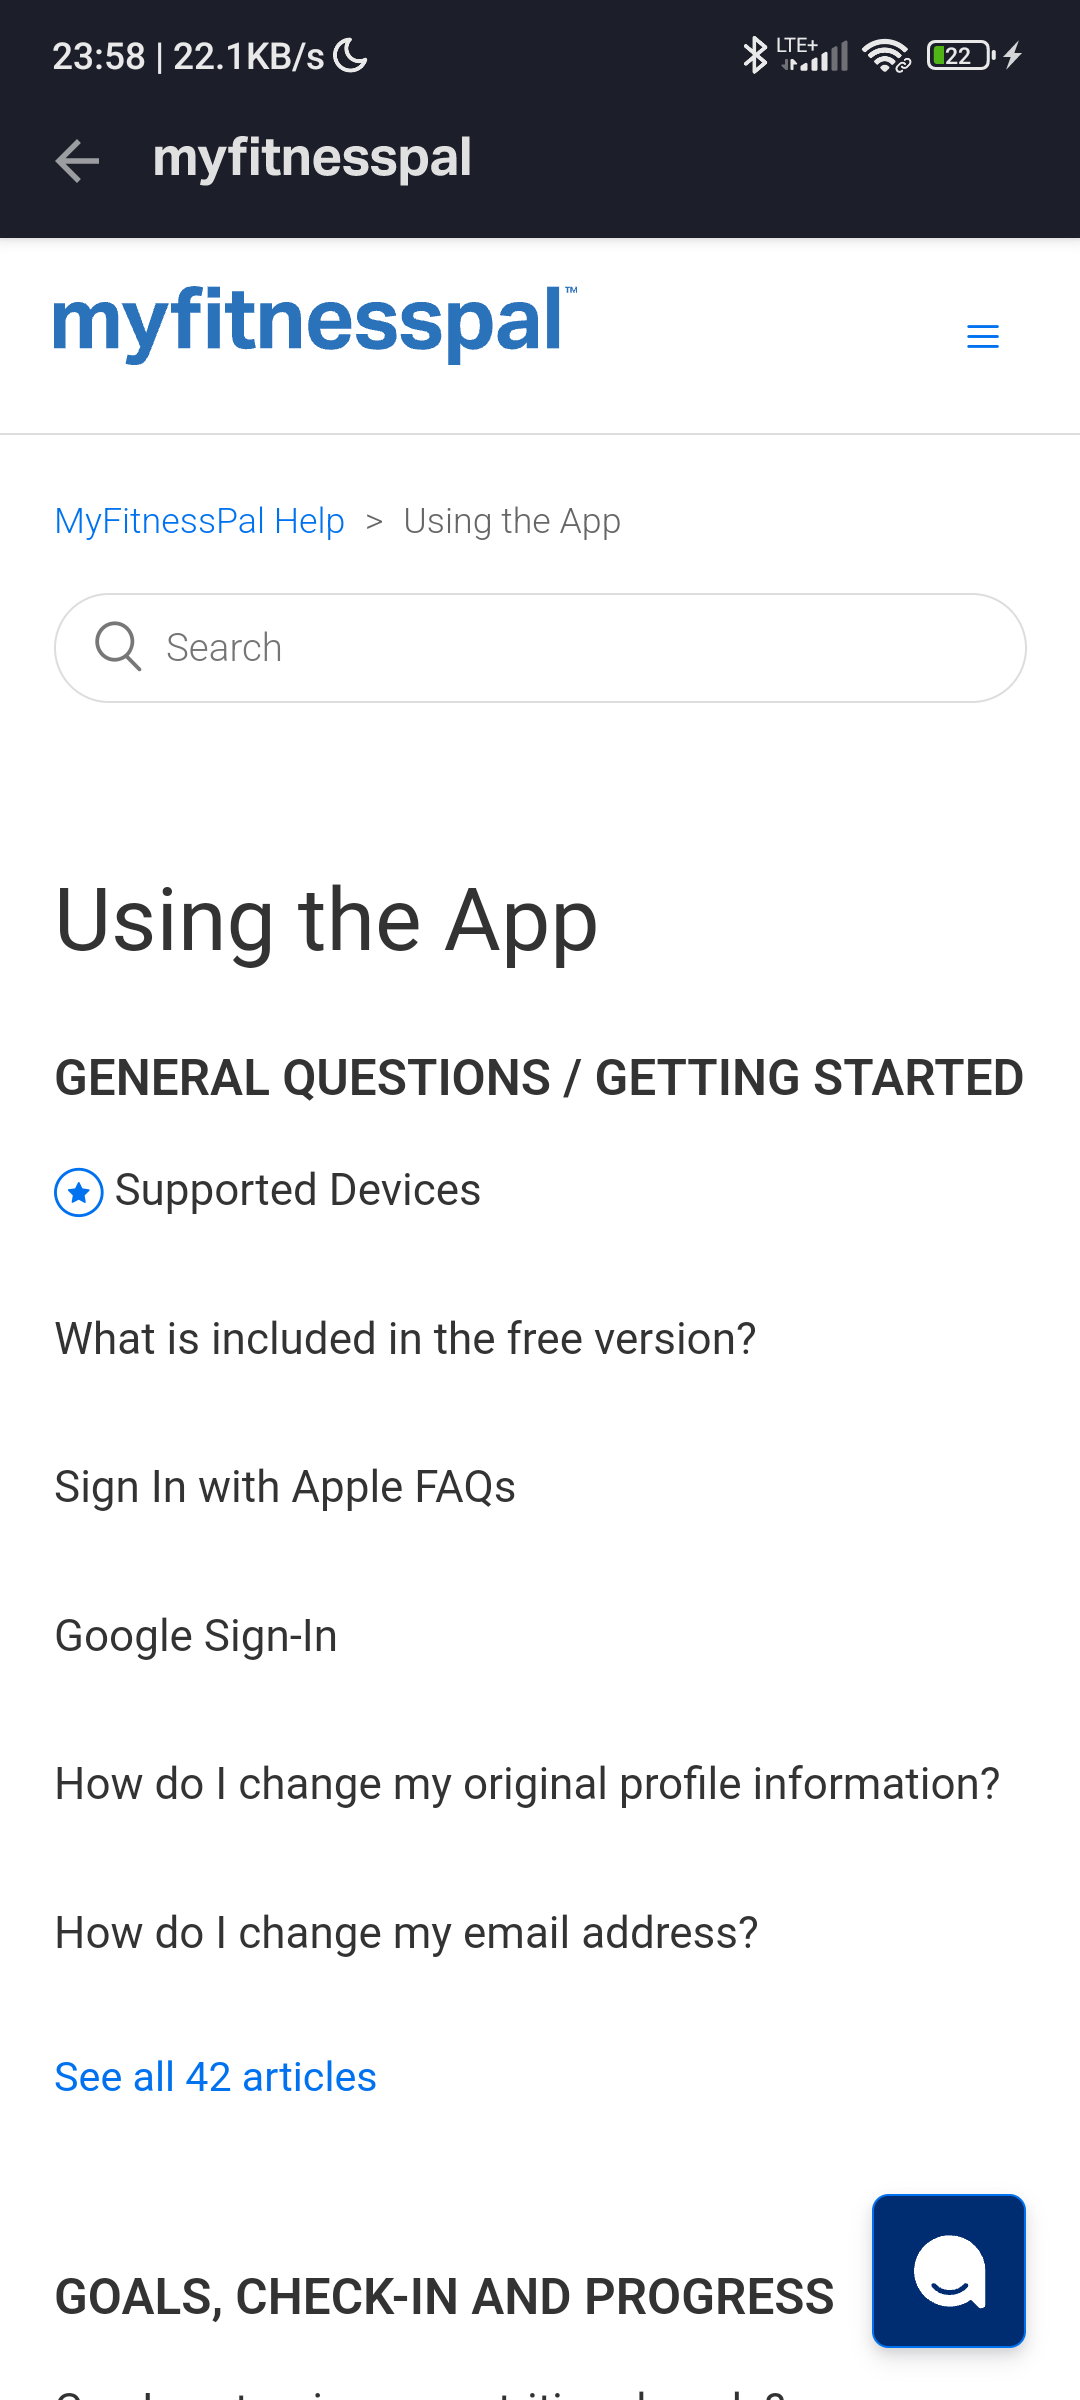 23:58 | 22.1KB/s
LTE+
22
myfitnesspal
myfitnesspal™
MyFitnessPal Help > Using the App
Search
Using the App
GENERAL QUESTIONS / GETTING STARTED
Supported Devices
What is included in the free version?
Sign In with Apple FAQs
Google Sign-In
How do I change my original profile information?
How do I change my email address?
See all 42 articles
GOALS, CHECK-IN AND PROGRESS